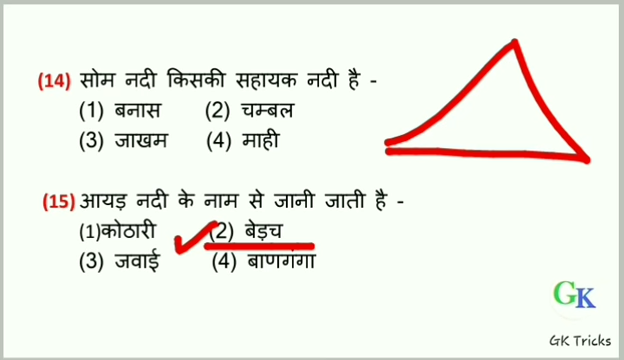 (14) सोम नदी किसकी सहायक नदी है -
(1) बनास (2) चम्बल
(3) जाखम (4) माही
(15) आयड़ नदी के नाम से जानी जाती है -
(1)कोठारी (2) बेड़च
(3) जवाई (4) बाणगंगा
GK
GK Tricks